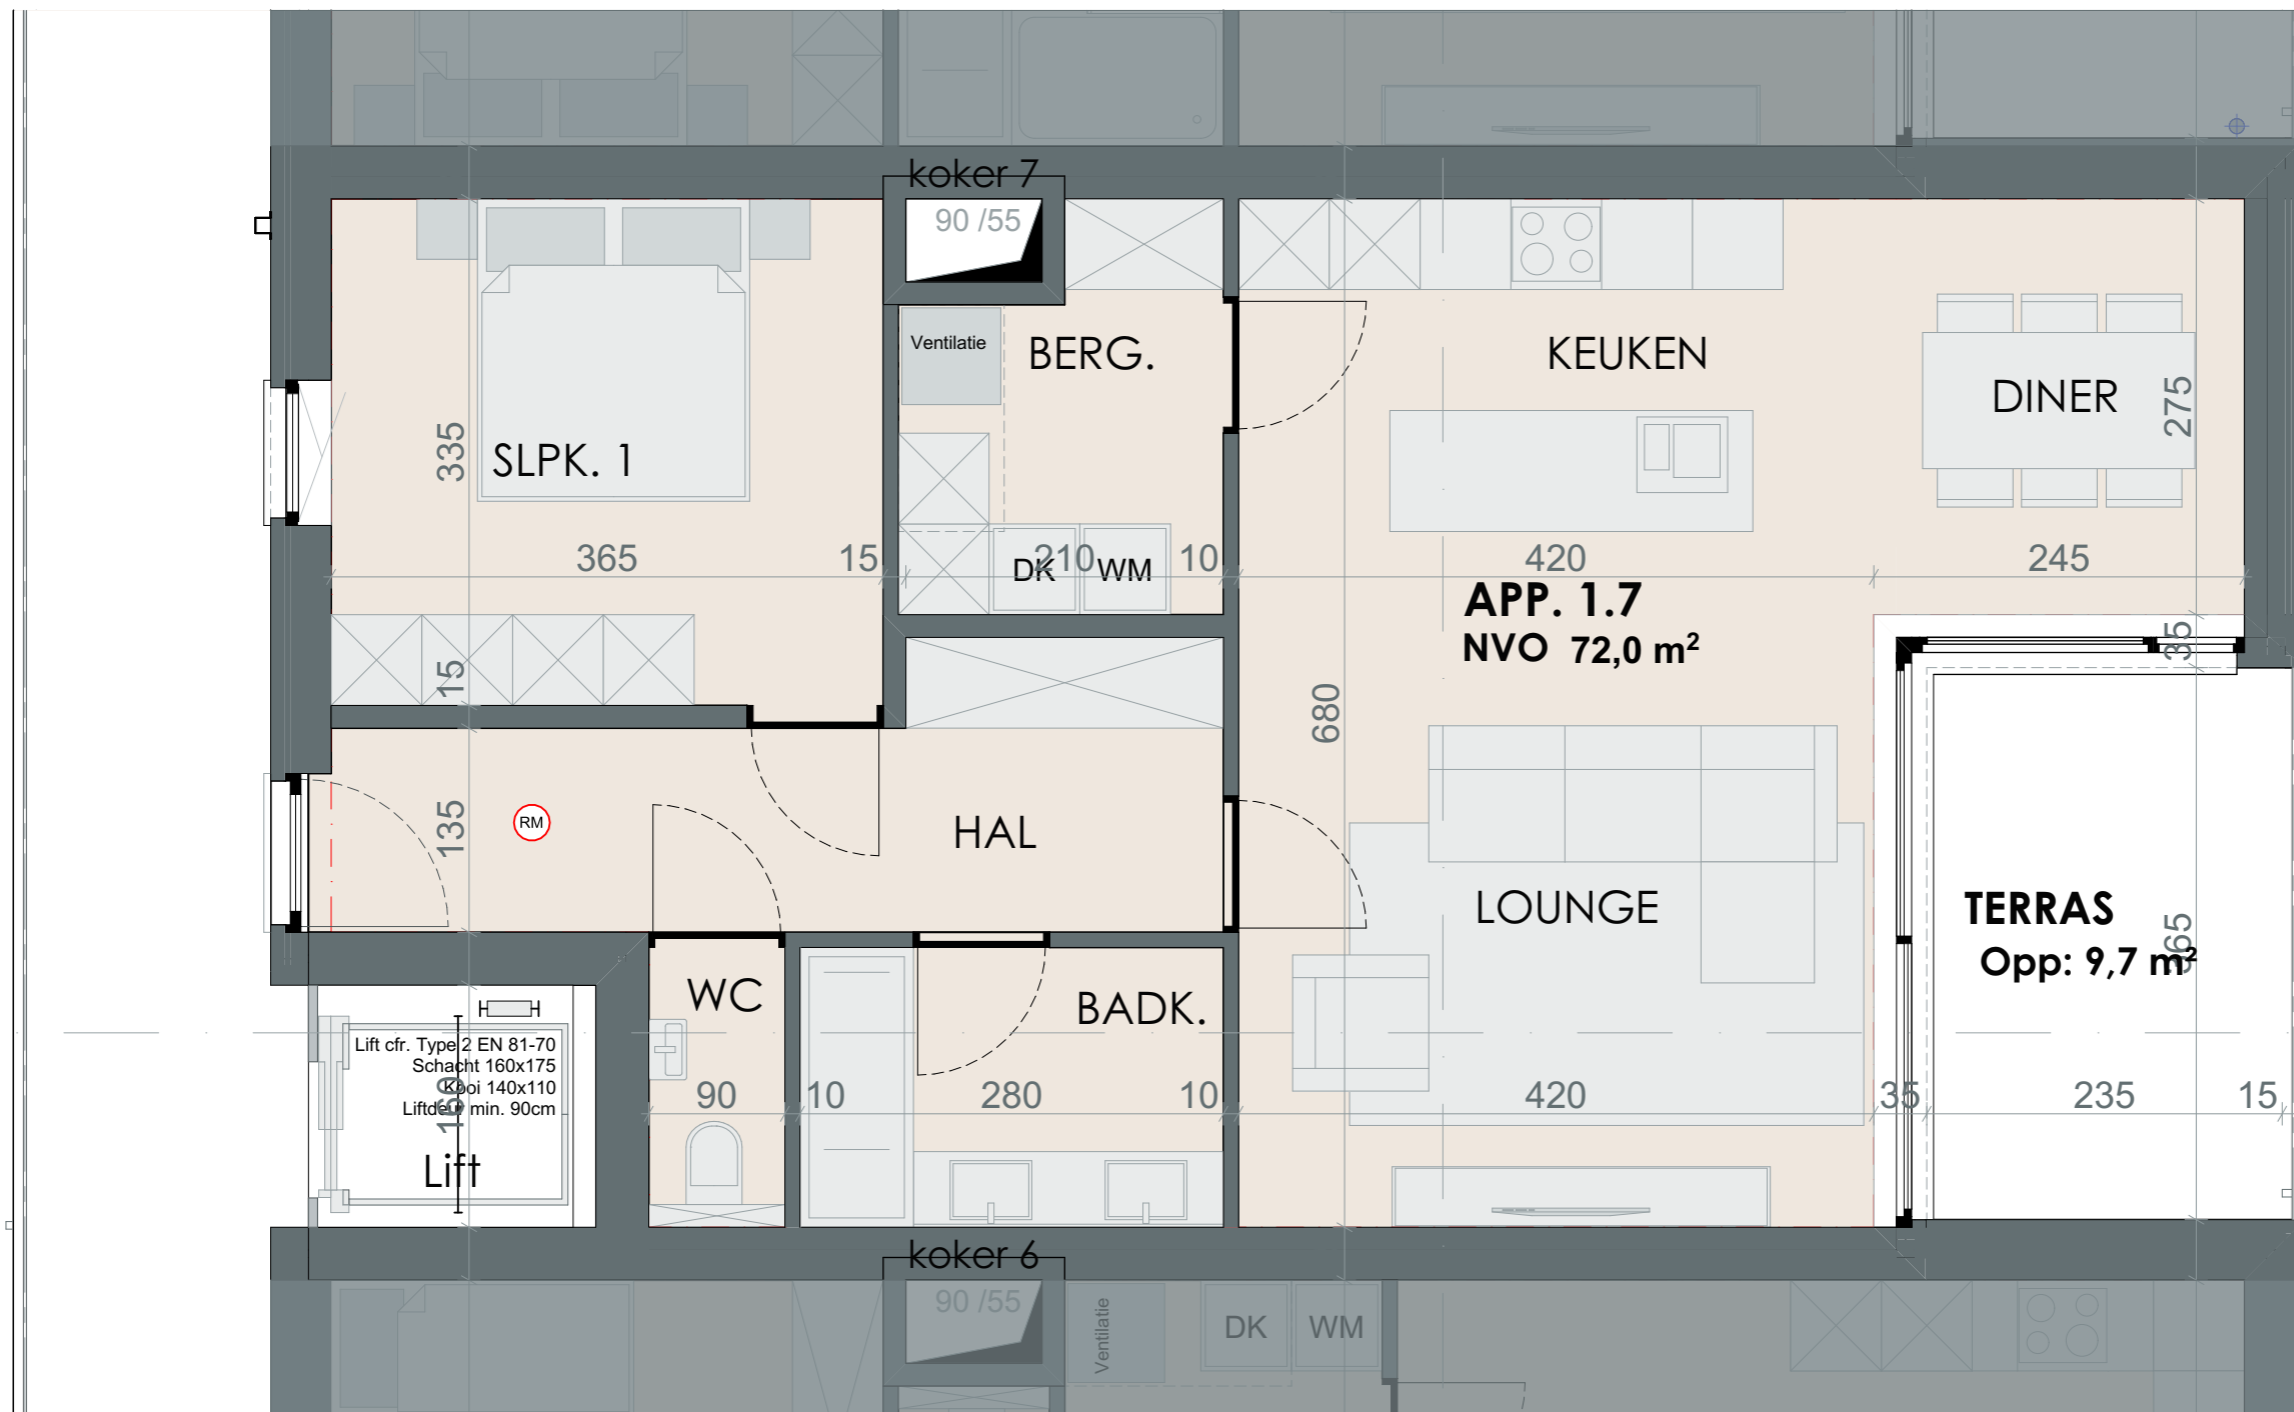 koker 7
90 /55
Ventilatie
BERG.
KEUKEN
DINER
275
335
SLPK. 1
365
15
210
10
420
245
DK
WM
APP. 1.7
NVO 72,0 m²
35
15
680
135
RM
HAL
LOUNGE
TERRAS
Opp: 9,7 m²
365
WC
BADK.
Lift cfr. Type 2 EN 81-70
Schacht 160x175
Kooi 140x110
Liftdeur min. 90cm
160
Lift
90
10
280
10
420
35
235
15
koker 6
90 /55
Ventilatie
DK
WM